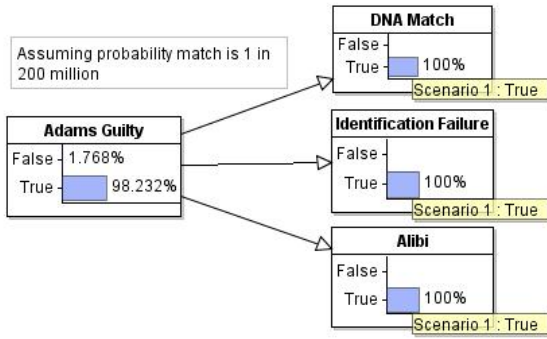 DNA Match
False
True
100%
Scenario 1 : True
Assuming probability match is 1 in
200 million
Adams Guilty
False
1.768%
True
98.232%
Identification Failure
False
True
100%
Scenario 1 : True
Alibi
False
True
100%
Scenario 1 : True